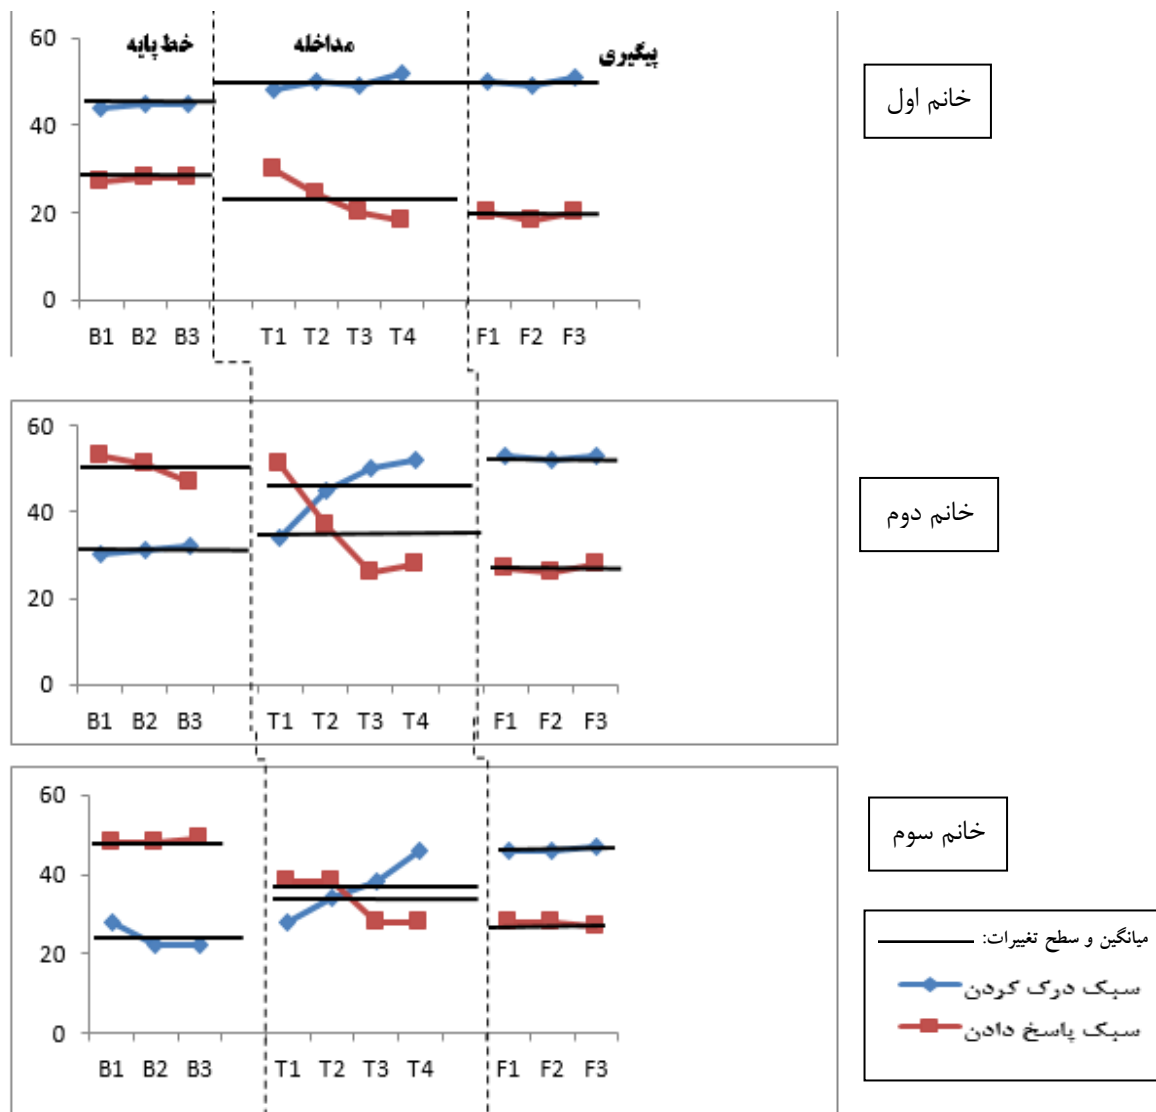 خط پایه مداخله پیگیری
60
40
20
0
B1 B2 B3 T1 T2 T3 T4 F1 F2 F3
خانم اول
60
40
20
0
B1 B2 B3 T1 T2 T3 T4 F1 F2 F3
خانم دوم
60
40
20
0
B1 B2 B3 T1 T2 T3 T4 F1 F2 F3
خانم سوم
میانگین و سطح تغییرات:
سبک درک کردن
سبک پاسخ دادن